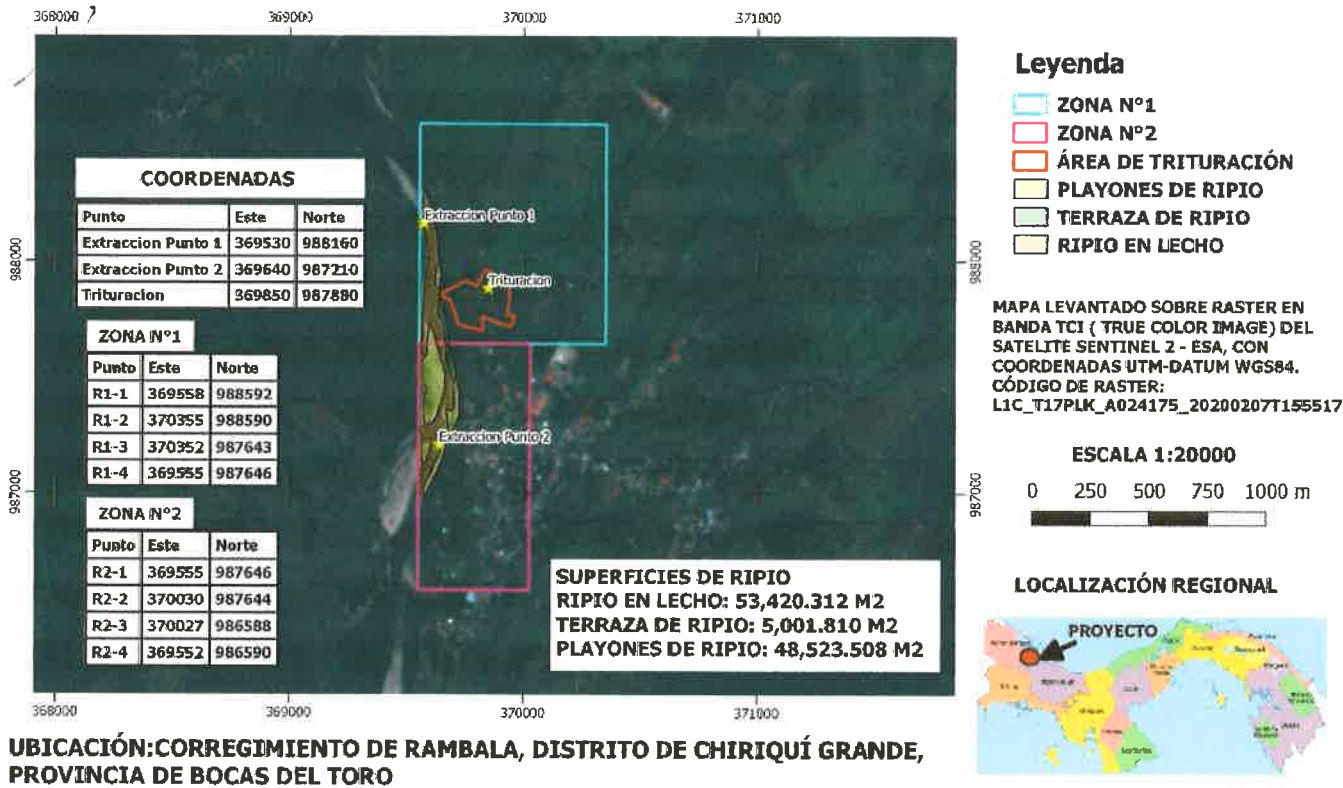 368000 369000 370000 371000
Leyenda
ZONA N°1
ZONA N°2
ÁREA DE TRITURACIÓN
PLAYONES DE RIPIO
TERRAZA DE RIPIO
RIPIO EN LECHO
COORDENADAS
Punto Este Norte
Extraccion Punto 1 369530 988160
Extraccion Punto 2 369640 987210
Trituracion 369850 987880
ZONA N°1
Punto Este Norte
R1-1 369558 988592
R1-2 370355 988590
R1-3 370352 987643
R1-4 369555 987646
ZONA N°2
Punto Este Norte
R2-1 369555 987646
R2-2 370030 987644
R2-3 370027 986588
R2-4 369552 986590
Extraccion Punto 1
Trituracion
Extraccion Punto 2
988000
988000
987000
987000
SUPERFICIES DE RIPIO
RIPIO EN LECHO: 53,420.312 M2
TERRAZA DE RIPIO: 5,001.810 M2
PLAYONES DE RIPIO: 48,523.508 M2
368000 369000 370000 371000
MAPA LEVANTADO SOBRE RASTER EN
BANDA TCI ( TRUE COLOR IMAGE) DEL
SATELITE SENTINEL 2 - ESA, CON
COORDENADAS UTM-DATUM WGS84.
CÓDIGO DE RASTER:
L1C_T17PLK_A024175_20200207T155517
ESCALA 1:20000
0 250 500 750 1000 m
LOCALIZACIÓN REGIONAL
PROYECTO
UBICACIÓN:CORREGIMIENTO DE RAMBALA, DISTRITO DE CHIRIQUÍ GRANDE,
PROVINCIA DE BOCAS DEL TORO